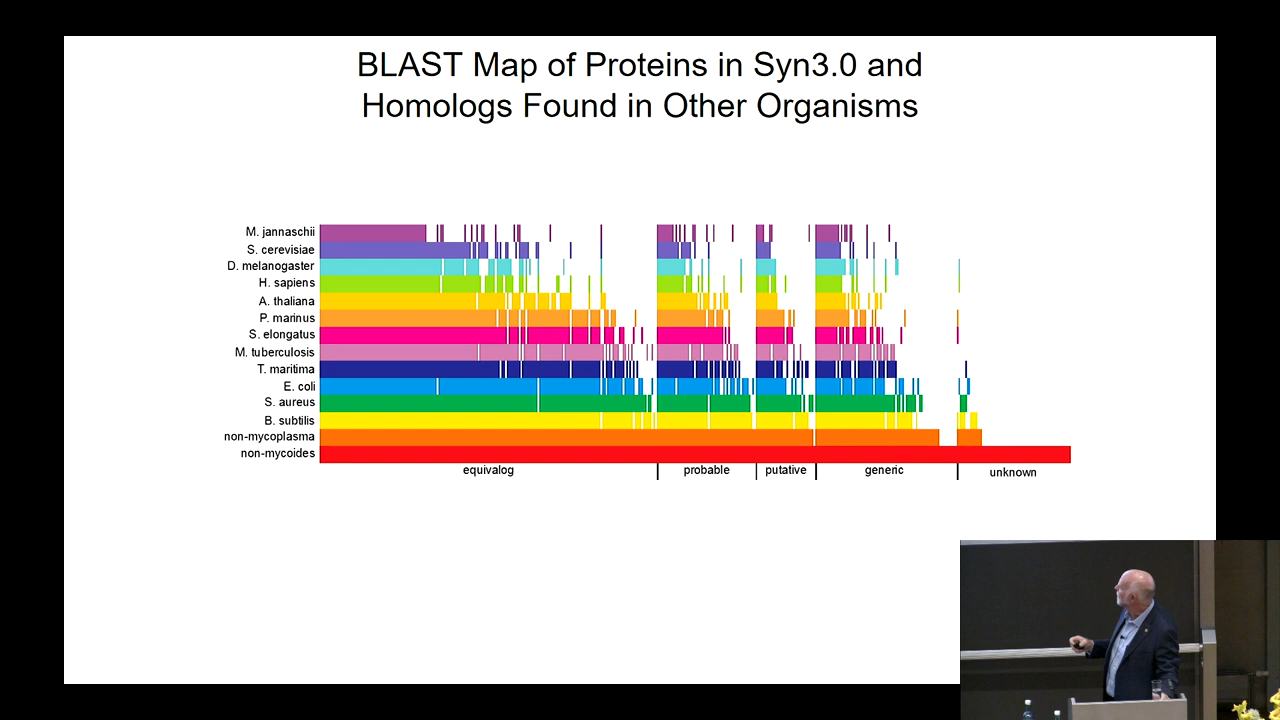 BLAST Map of Proteins in Syn3.0 and
Homologs Found in Other Organisms
M. jannaschii
S. cerevisiae
D. melanogaster
H. sapiens
A. thaliana
P. marinus
S. elongatus
M. tuberculosis
T. maritima
E. coli
S. aureus
B. subtilis
non-mycoplasma
non-mycoides
equivalog probable putative generic unknown